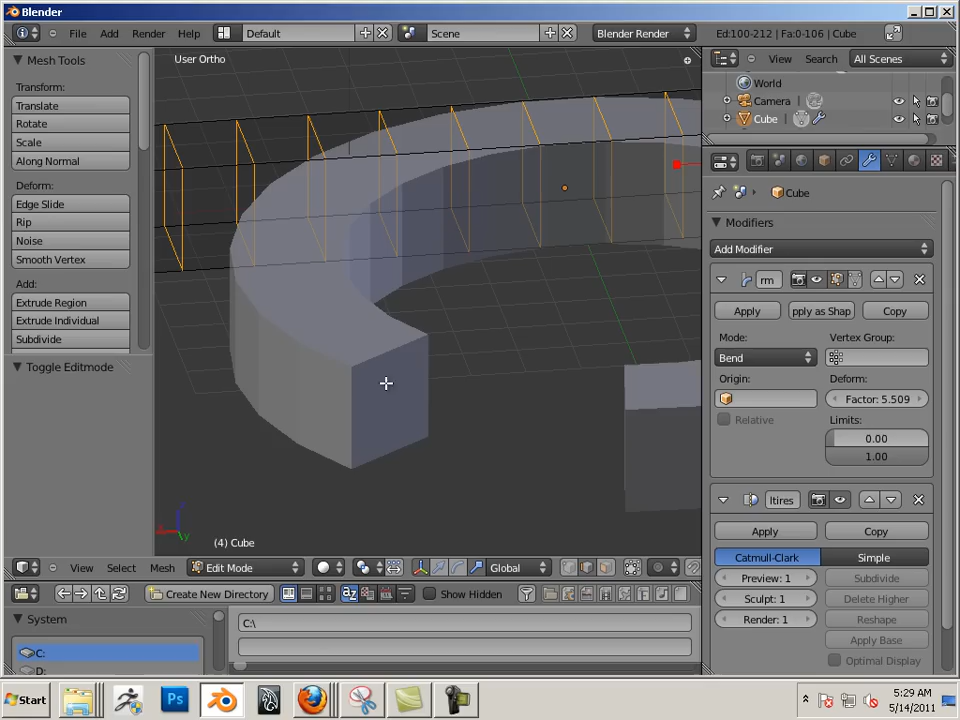 Blender
File Add Render Help Default Scene Blender Render Ed:100-212 | Fa:0-106 | Cube
Mesh Tools
Transform:
Translate
Rotate
Scale
Along Normal
Deform:
Edge Slide
Rip
Noise
Smooth Vertex
Add:
Extrude Region
Extrude Individual
Subdivide
Toggle Editmode
User Ortho
(4) Cube
View Search All Scenes
World
Camera
Cube
Cube
Modifiers
Add Modifier
rm
Apply pply as Shap Copy
Mode: Vertex Group:
Bend
Origin: Deform:
Factor: 5.509
Relative Limits:
0.00
1.00
ltires
Apply Copy
Catmull-Clark Simple
Preview: 1 Subdivide
Sculpt: 1 Delete Higher
Render: 1 Reshape
Apply Base
Optimal Display
View Select Mesh Edit Mode Global
Create New Directory Show Hidden
System C:\
C:
D:
Start Ps 5:29 AM
5/14/2011